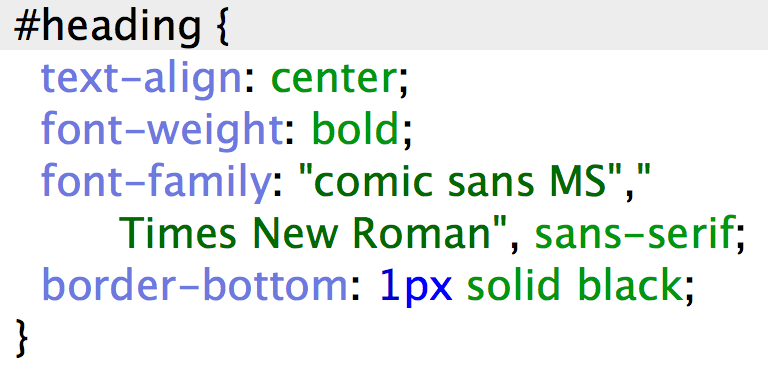 #heading {
text-align: center;
font-weight: bold;
font-family: "comic sans MS","
Times New Roman", sans-serif;
border-bottom: 1px solid black;
}